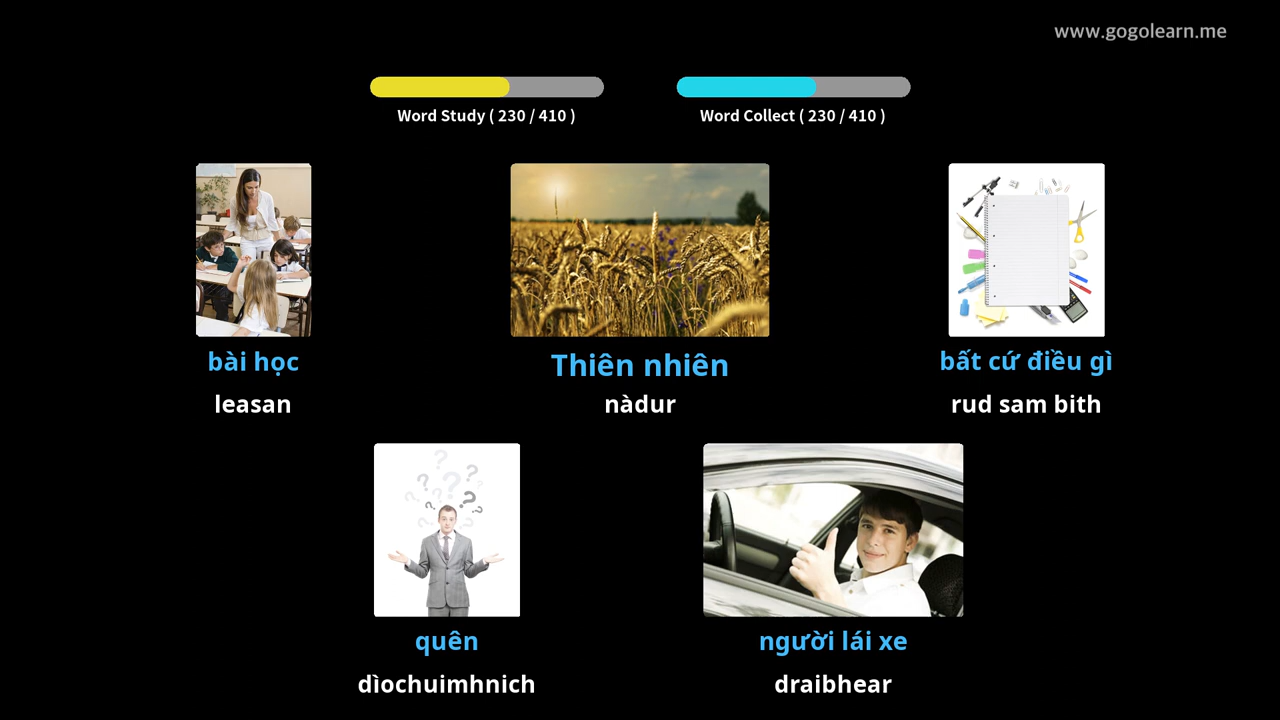 www.gogolearn.me
Word Study ( 230 / 410 )
Word Collect ( 230 / 410 )
bài học
Thiên nhiên
bất cứ điều gì
leasan
nàdur
rud sam bith
quên
người lái xe
dìochuimhnich
draibhear